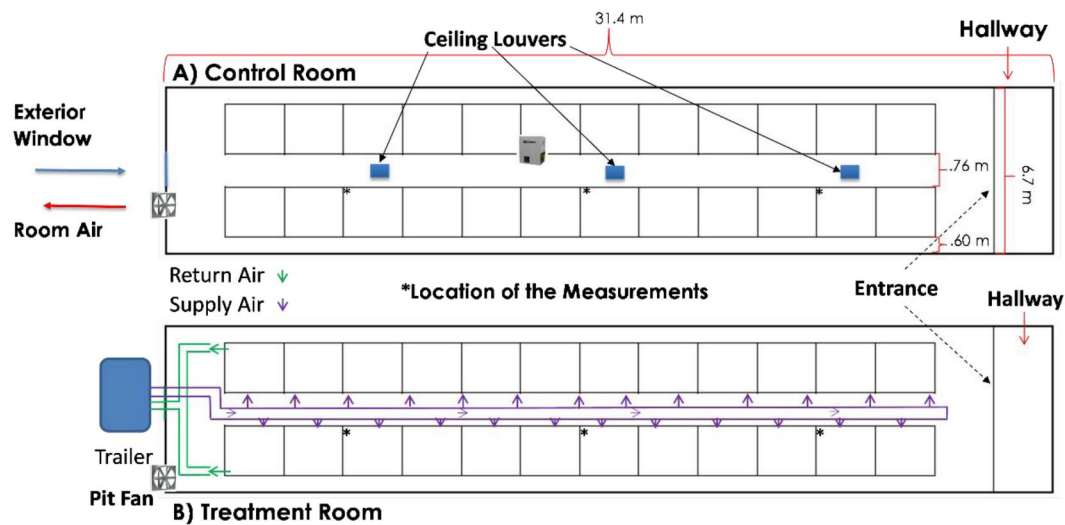 31.4 m
Hallway
Ceiling Louvers
A) Control Room
Exterior
Window
.76 m
6.7 m
Room Air
.60 m
Return Air
Supply Air
*Location of the Measurements
Entrance
Hallway
*
*
*
Trailer
*
*
*
Pit Fan
B) Treatment Room